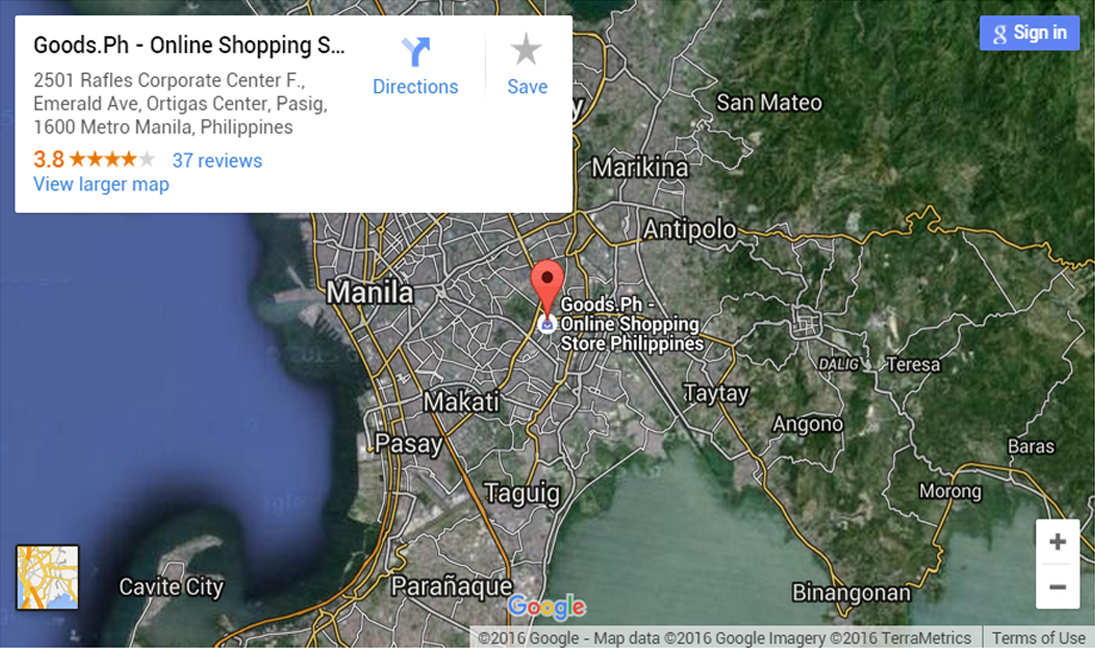 Goods.Ph - Online Shopping S...
2501 Rafles Corporate Center F.,
Emerald Ave, Ortigas Center, Pasig,
1600 Metro Manila, Philippines
3.8 37 reviews
View larger map
Directions
Save
g Sign in
y
San Mateo
Marikina
Antipolo
Manila
Goods.Ph -
Online Shopping
Store Philippines
DALIG
Teresa
Makati
Taytay
Angono
Pasay
Baras
Taguig
Morong
+
Cavite City
Parañaque
Binangonan
−
Google
©2016 Google - Map data ©2016 Google Imagery ©2016 TerraMetrics Terms of Use